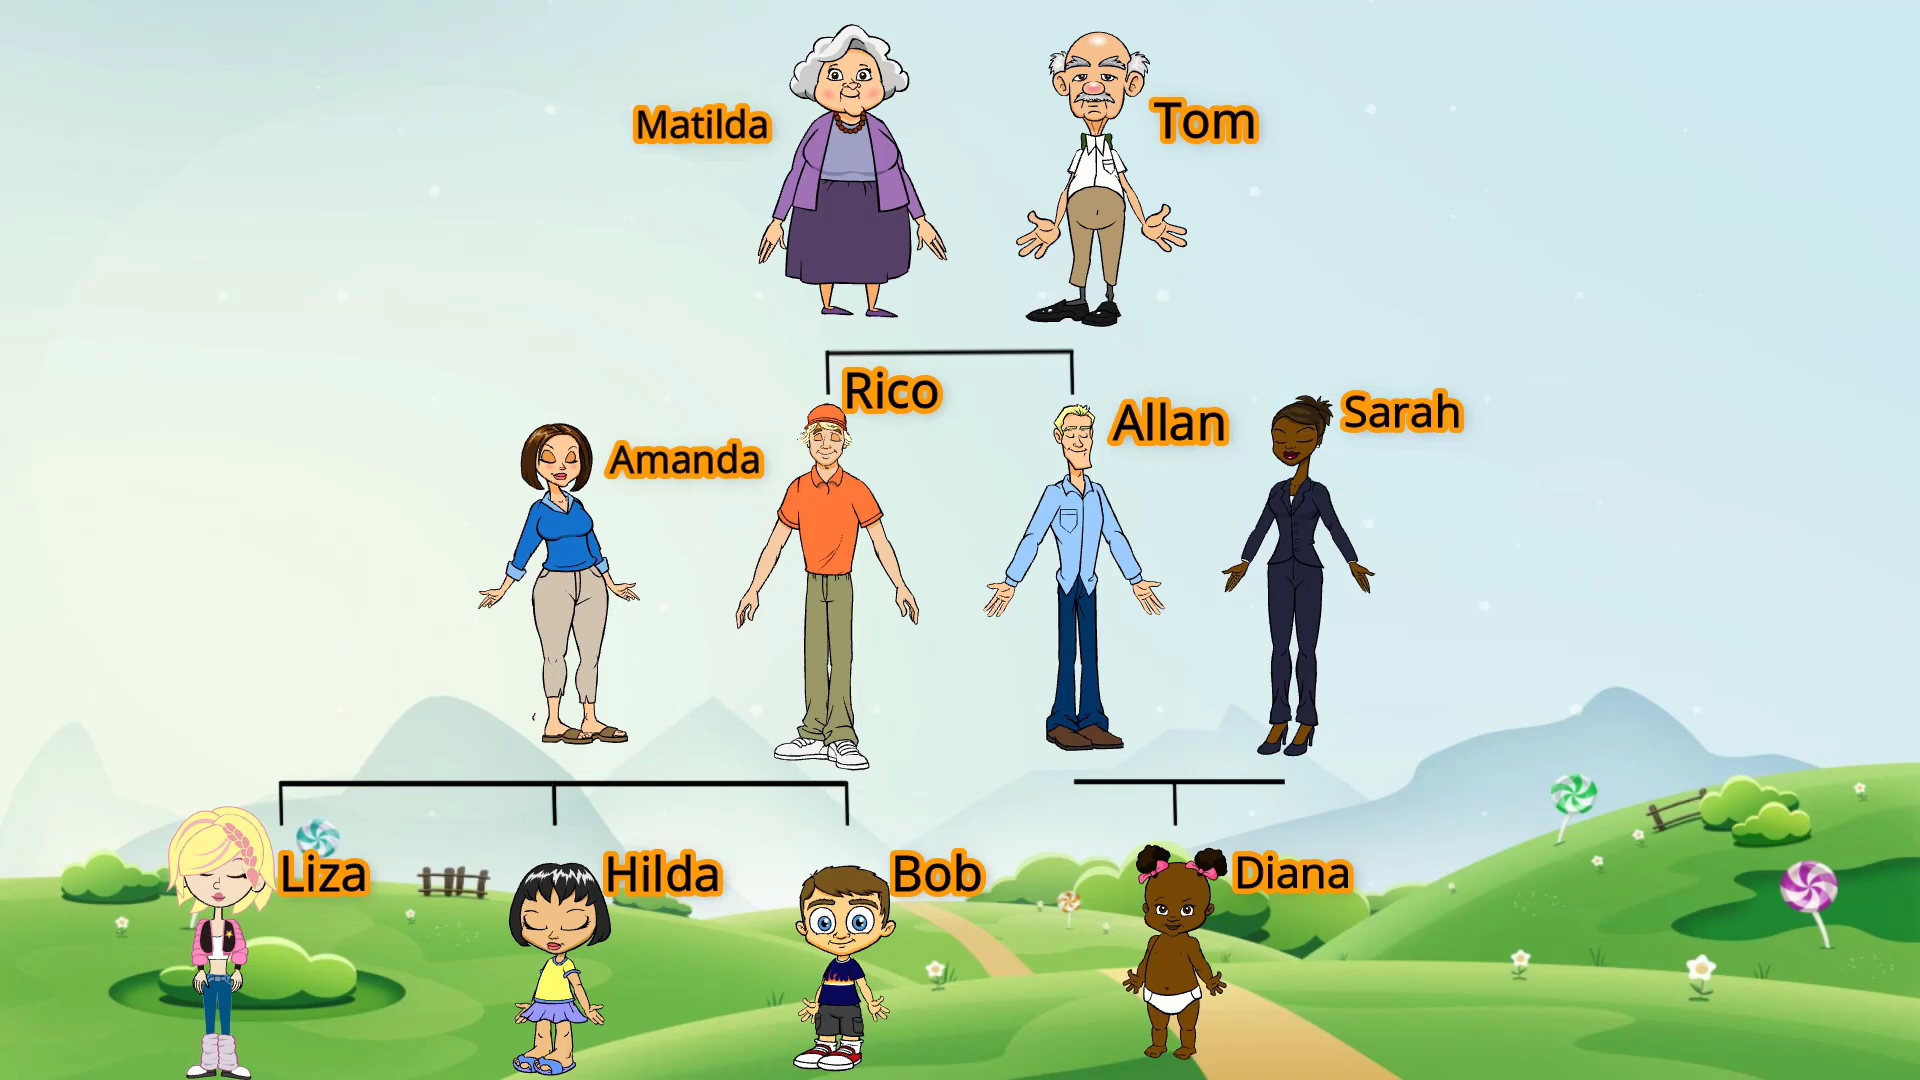 Matilda
Tom
Rico
Allan
Sarah
Amanda
Liza
Hilda
Bob
Diana